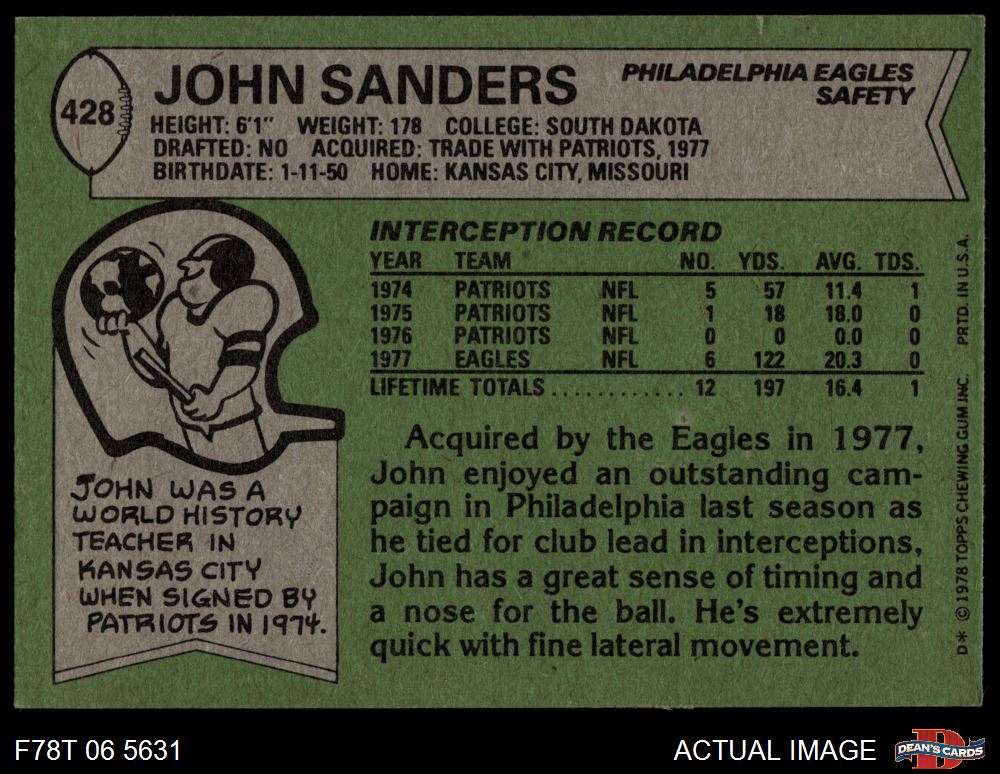 428
JOHN SANDERS
PHILADELPHIA EAGLES
SAFETY
HEIGHT: 6'1" WEIGHT: 178 COLLEGE: SOUTH DAKOTA
DRAFTED: NO ACQUIRED: TRADE WITH PATRIOTS, 1977
BIRTHDATE: 1-11-50 HOME: KANSAS CITY, MISSOURI
INTERCEPTION RECORD
YEAR TEAM NO. YDS. AVG. TDS.
1974 PATRIOTS NFL 5 57 11.4 1
1975 PATRIOTS NFL 1 18 18.0 0
1976 PATRIOTS NFL 0 0 0.0 0
1977 EAGLES NFL 6 122 20.3 0
LIFETIME TOTALS ............ 12 197 16.4 1
JOHN WAS A
WORLD HISTORY
TEACHER IN
KANSAS CITY
WHEN SIGNED BY
PATRIOTS IN 1974.
Acquired by the Eagles in 1977,
John enjoyed an outstanding cam-
paign in Philadelphia last season as
he tied for club lead in interceptions,
John has a great sense of timing and
a nose for the ball. He's extremely
quick with fine lateral movement.
D* © 1978 TOPPS CHEWING GUM INC. PRTD. IN U.S.A.
F78T 06 5631
ACTUAL IMAGE
D
DEAN'S CARDS